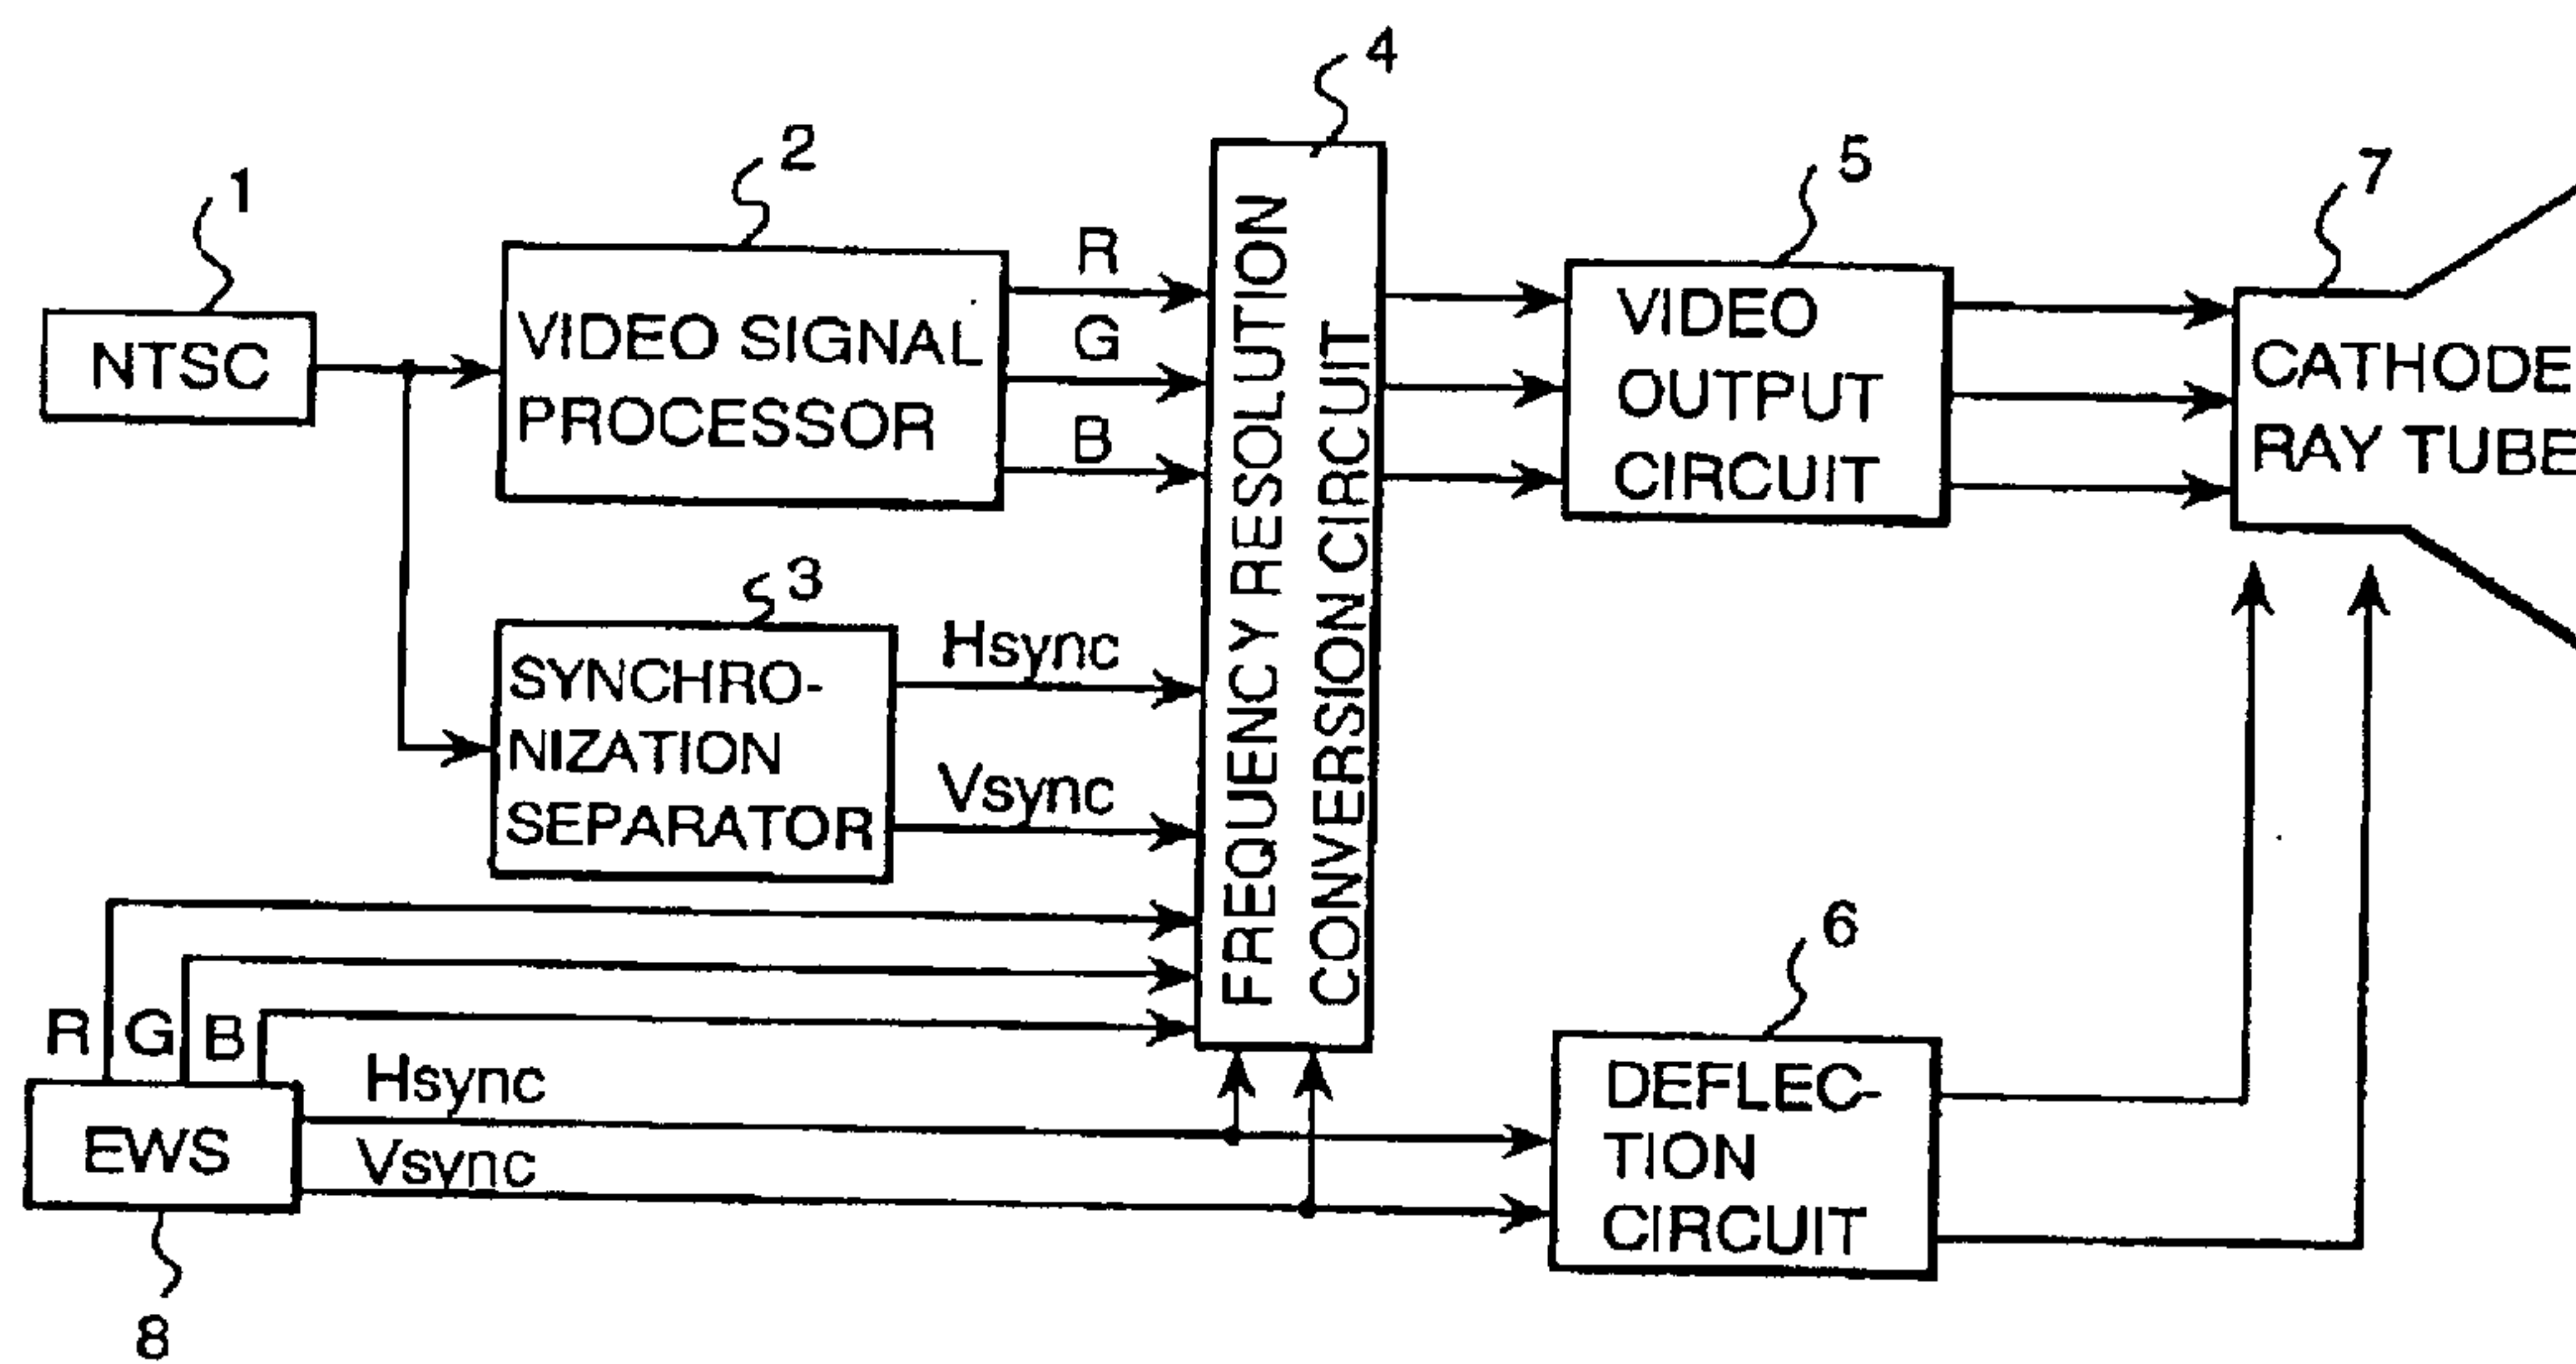 4
1
2
5
7
NTSC
VIDEO SIGNAL
PROCESSOR
R
G
B
FREQUENCY RESOLUTION
CONVERSION CIRCUIT
VIDEO
OUTPUT
CIRCUIT
CATHODE
RAY TUBE
3
SYNCHRO-
NIZATION
SEPARATOR
Hsync
Vsync
R G B
EWS
Hsync
Vsync
8
6
DEFLEC-
TION
CIRCUIT